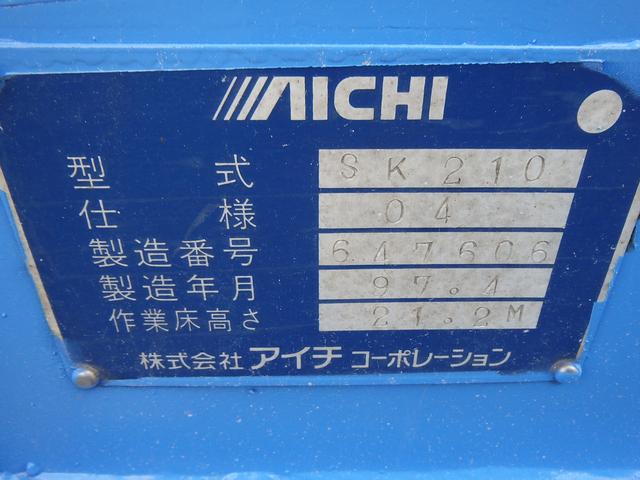 AICHI
型式 SK210
仕様 04
製造番号 647606
製造年月 97.4
作業床高さ 21.2M
株式会社 アイチ コーポレーション